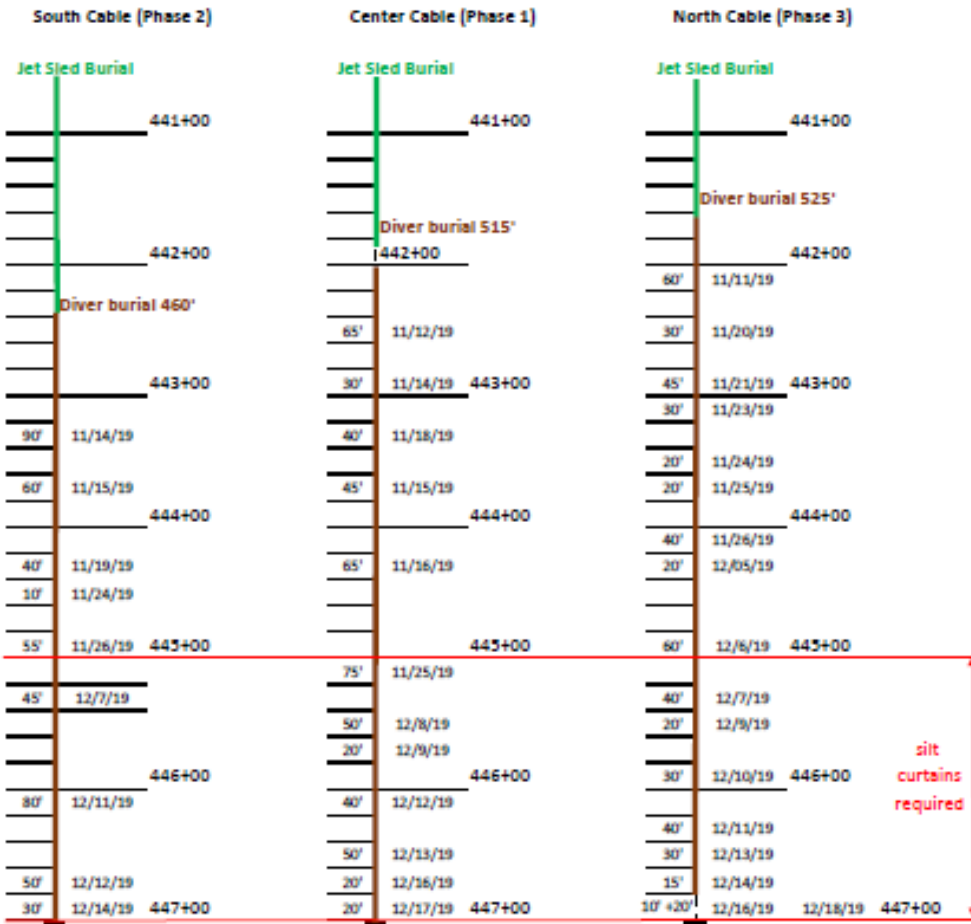 South Cable (Phase 2) Center Cable (Phase 1) North Cable (Phase 3)
Jet Sled Burial Jet Sled Burial Jet Sled Burial
441+00 441+00 441+00
Diver burial 525'
Diver burial 515'
442+00 442+00 442+00
60' 11/11/19
Diver burial 460'
65' 11/12/19 30' 11/20/19
443+00 30' 11/14/19 443+00 45' 11/21/19 443+00
30' 11/23/19
90' 11/14/19 40' 11/18/19
20' 11/24/19
60' 11/15/19 45' 11/15/19 20' 11/25/19
444+00 444+00 444+00
40' 11/26/19
40' 11/19/19 65' 11/16/19 20' 12/05/19
10' 11/24/19
55' 11/26/19 445+00 445+00 60' 12/6/19 445+00
75' 11/25/19
45' 12/7/19 40' 12/7/19
50' 12/8/19 20' 12/9/19
20' 12/9/19 silt
446+00 446+00 30' 12/10/19 446+00 curtains
80' 12/11/19 40' 12/12/19 required
40' 12/11/19
50' 12/13/19 30' 12/13/19
50' 12/12/19 20' 12/16/19 15' 12/14/19
30' 12/14/19 447+00 20' 12/17/19 447+00 10' +20' 12/16/19 12/18/19 447+00